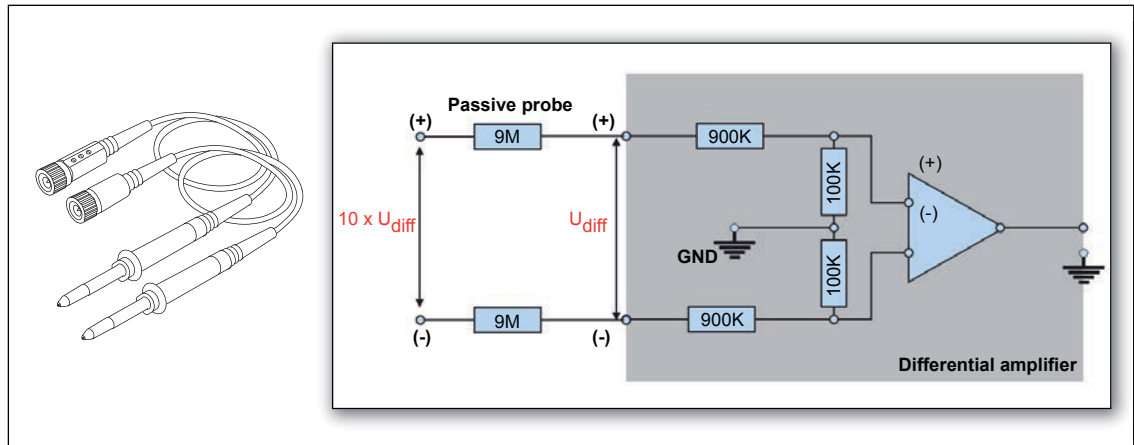 Passive probe
(+)
(+)
9M
900K
100K
(+)
(-)
10 x Udiff
Udiff
GND
100K
9M
900K
(-)
(-)
Differential amplifier